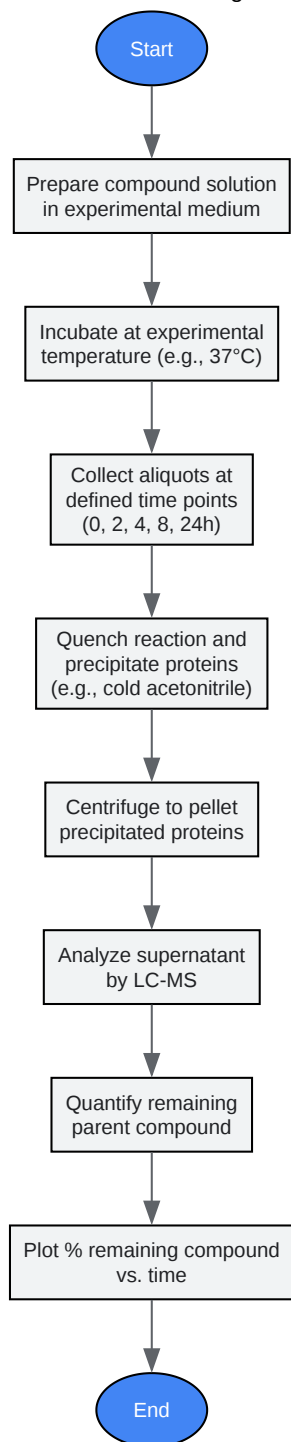 Start
Prepare compound solution
in experimental medium
Incubate at experimental
temperature (e.g., 37°C)
Collect aliquots at
defined time points
(0, 2, 4, 8, 24h)
Quench reaction and
precipitate proteins
(e.g., cold acetonitrile)
Centrifuge to pellet
precipitated proteins
Analyze supernatant
by LC-MS
Quantify remaining
parent compound
Plot % remaining compound
vs. time
End